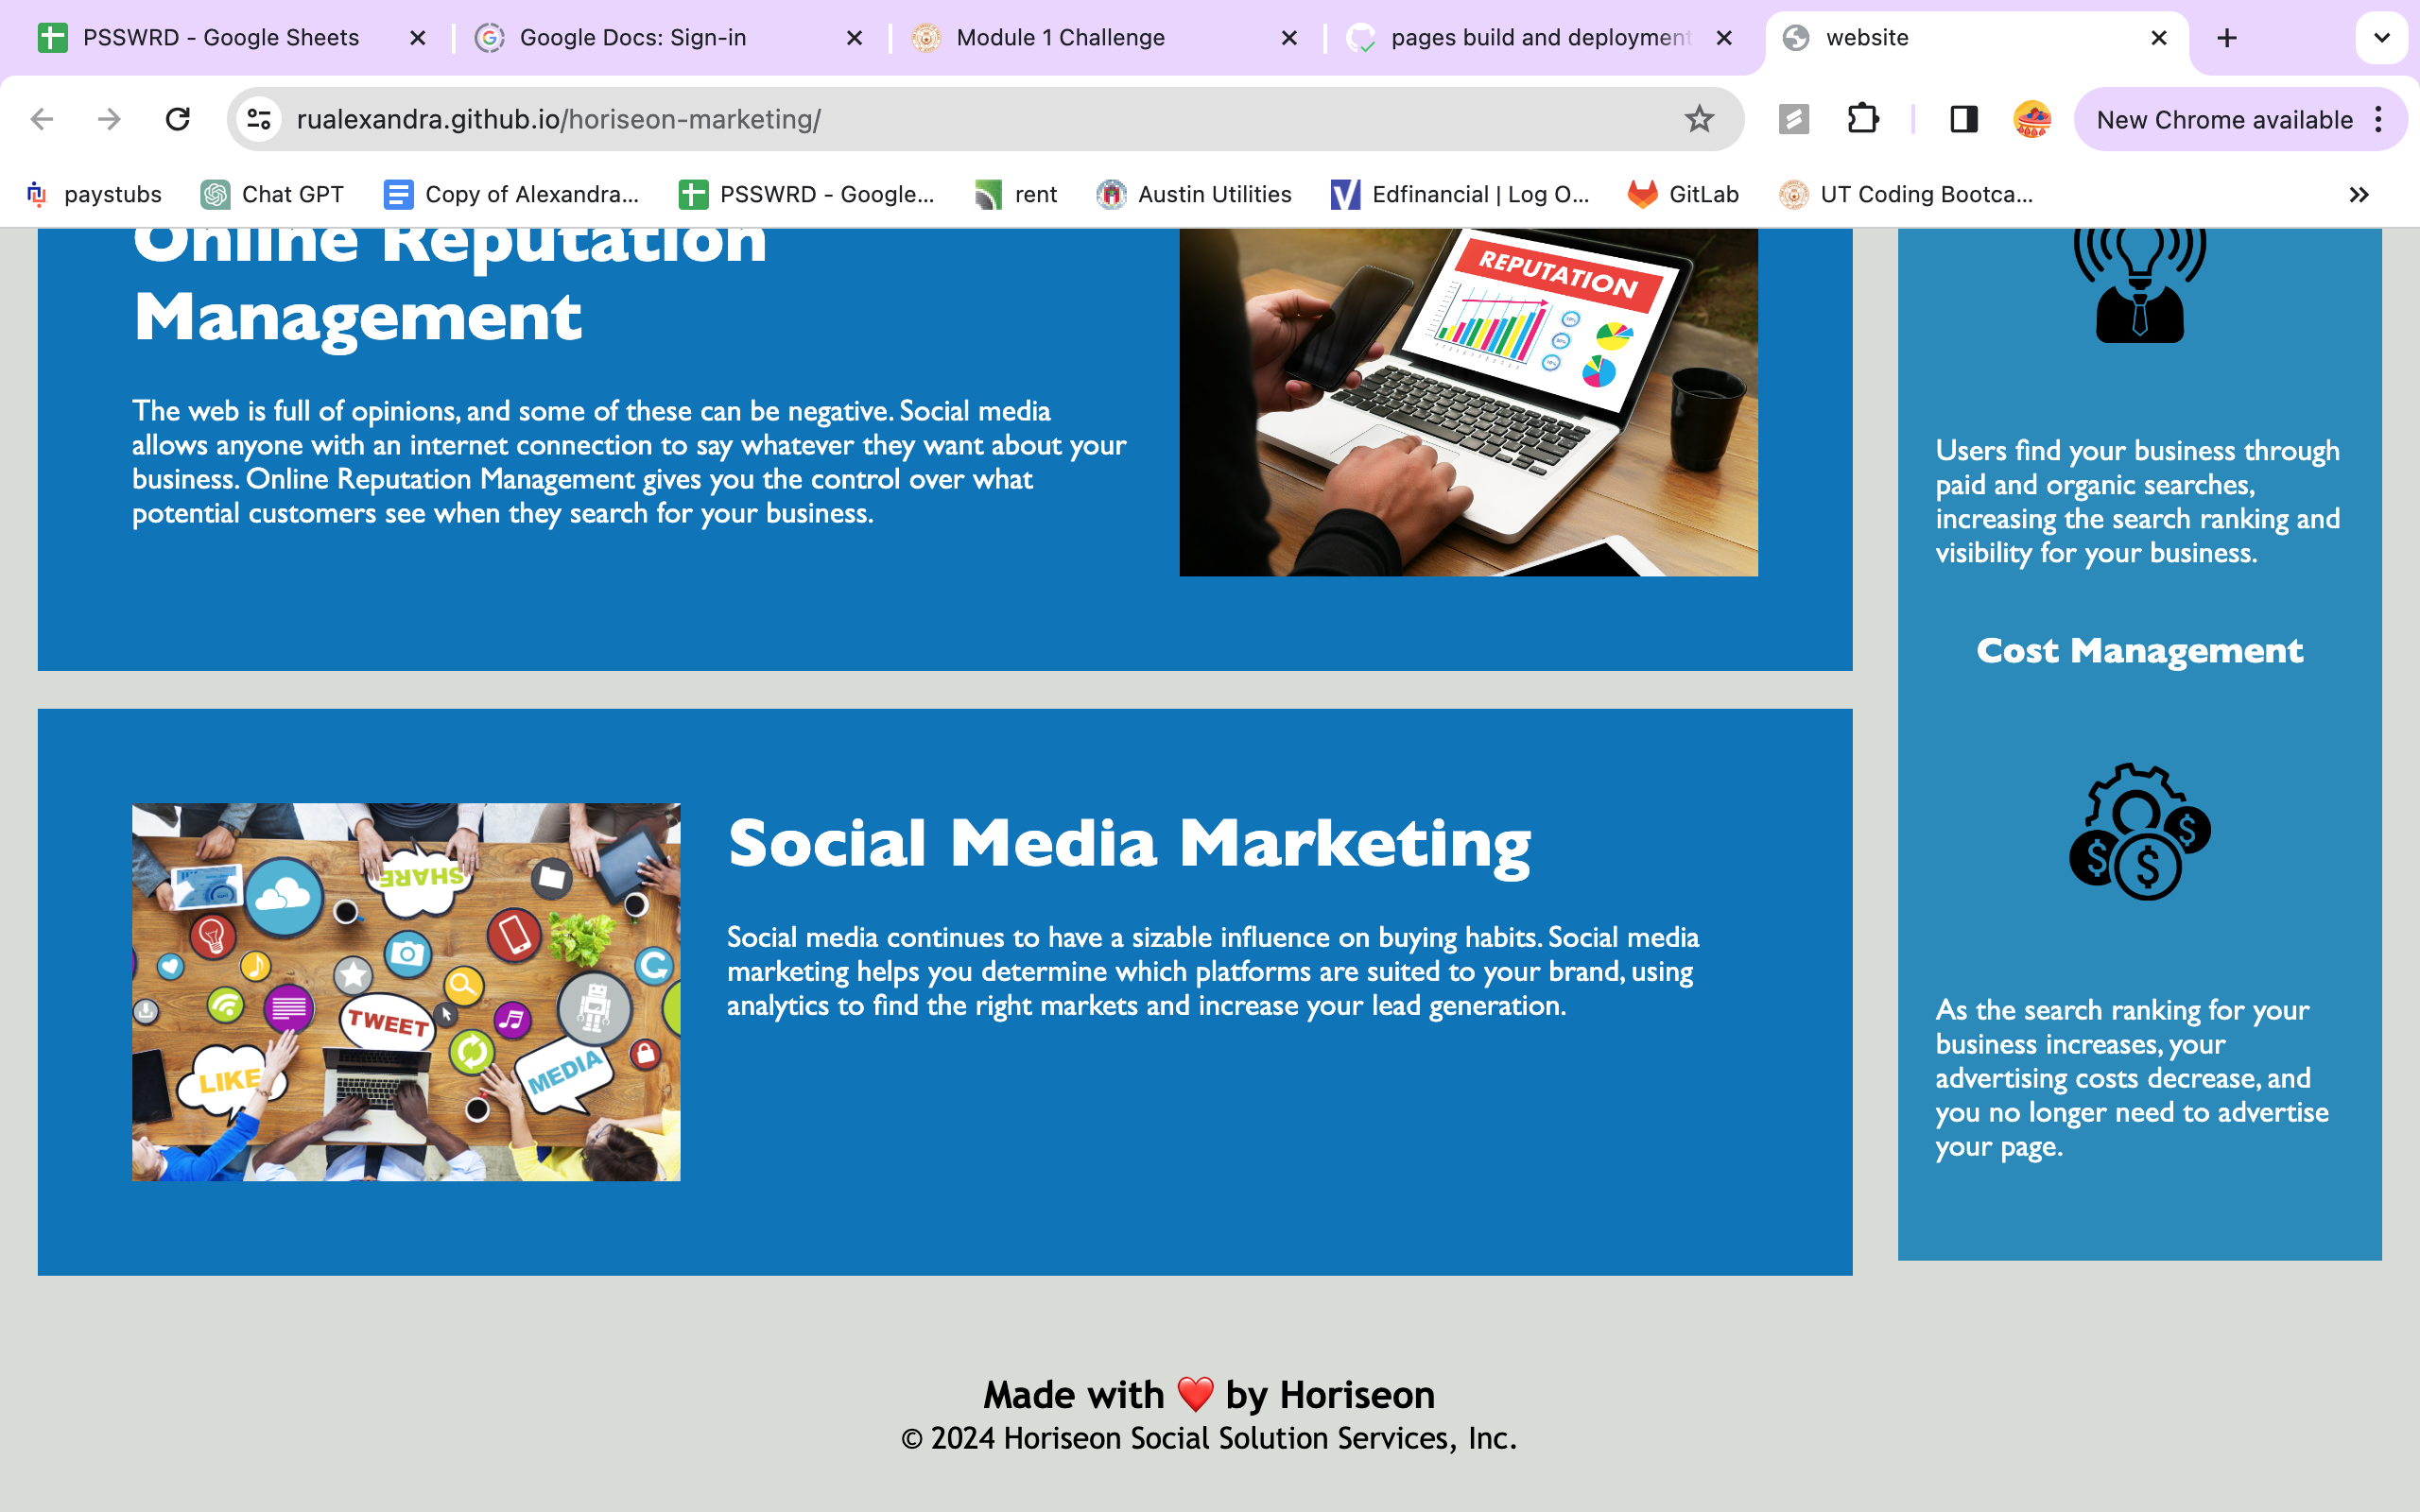 PSSWRD - Google Sheets
Google Docs: Sign-in
Module 1 Challenge
pages build and deployment
website
rualexandra.github.io/horiseon-marketing/
New Chrome available
paystubs
Chat GPT
Copy of Alexandra...
PSSWRD - Google...
rent
Austin Utilities
Edfinancial | Log O...
GitLab
UT Coding Bootca...
Online Reputation
Management
The web is full of opinions, and some of these can be negative. Social media
allows anyone with an internet connection to say whatever they want about your
business. Online Reputation Management gives you the control over what
potential customers see when they search for your business.
REPUTATION
Users find your business through
paid and organic searches,
increasing the search ranking and
visibility for your business.
Cost Management
SHARE
TWEET
LIKE
MEDIA
Social Media Marketing
Social media continues to have a sizable influence on buying habits. Social media
marketing helps you determine which platforms are suited to your brand, using
analytics to find the right markets and increase your lead generation.
$ $ $
As the search ranking for your
business increases, your
advertising costs decrease, and
you no longer need to advertise
your page.
Made with ❤️ by Horiseon
© 2024 Horiseon Social Solution Services, Inc.